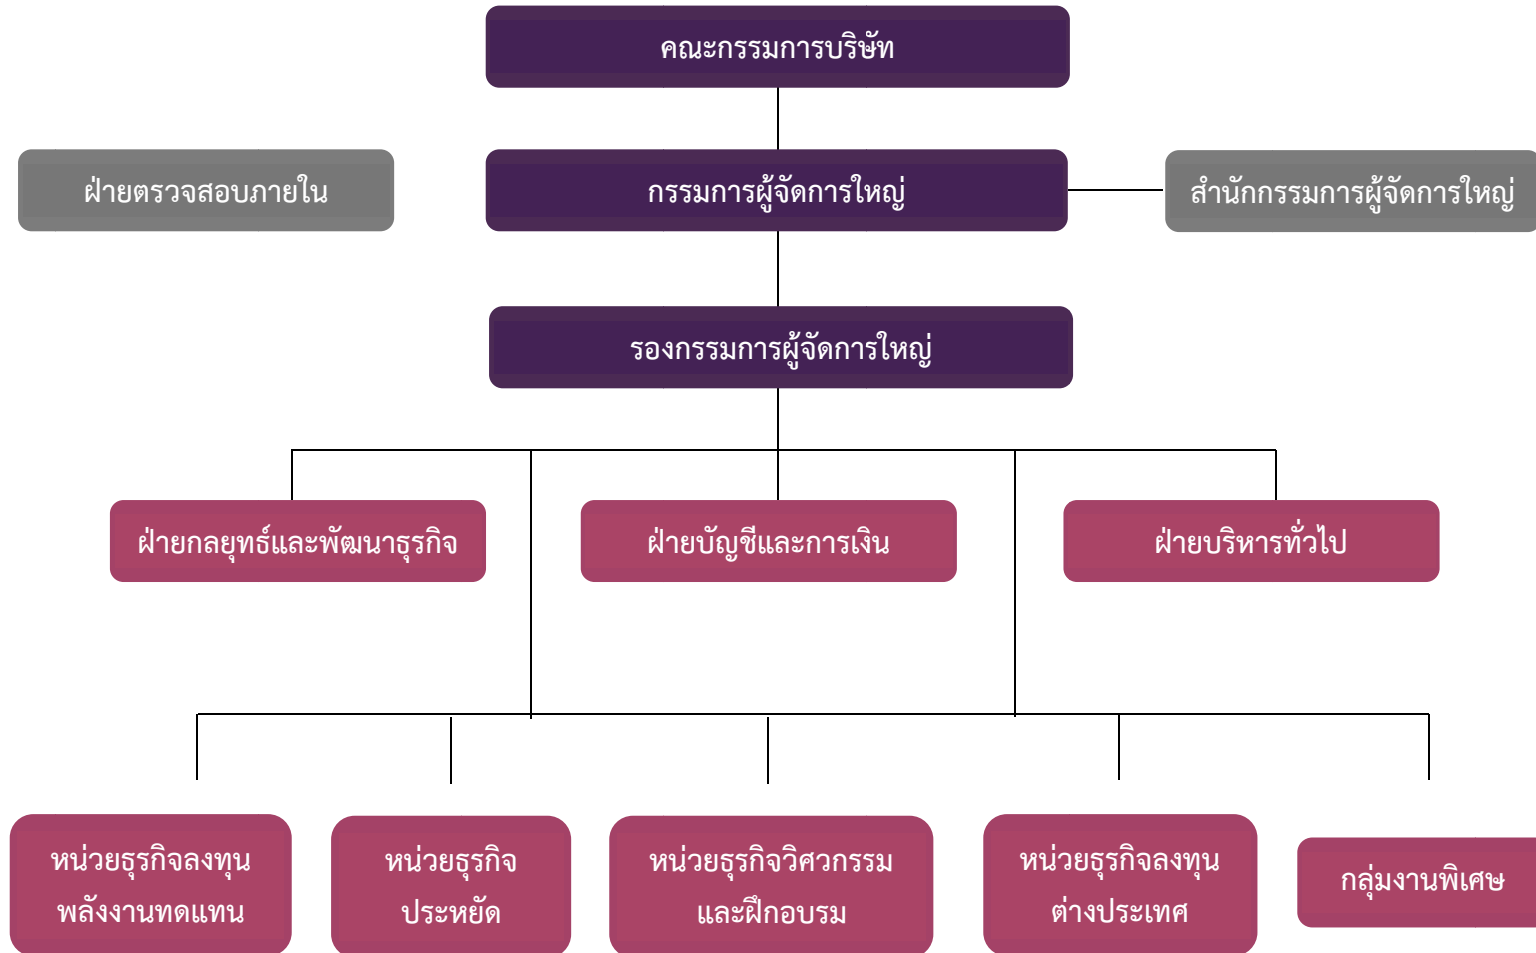 คณะกรรมการบริษัท
ฝ่ายตรวจสอบภายใน
กรรมการผู้จัดการใหญ่
สำนักกรรมการผู้จัดการใหญ่
รองกรรมการผู้จัดการใหญ่
ฝ่ายกลยุทธ์และพัฒนาธุรกิจ
ฝ่ายบัญชีและการเงิน
ฝ่ายบริหารทั่วไป
หน่วยธุรกิจลงทุน
พลังงานทดแทน
หน่วยธุรกิจ
ประหยัด
หน่วยธุรกิจวิศวกรรม
และฝึกอบรม
หน่วยธุรกิจลงทุน
ต่างประเทศ
กลุ่มงานพิเศษ